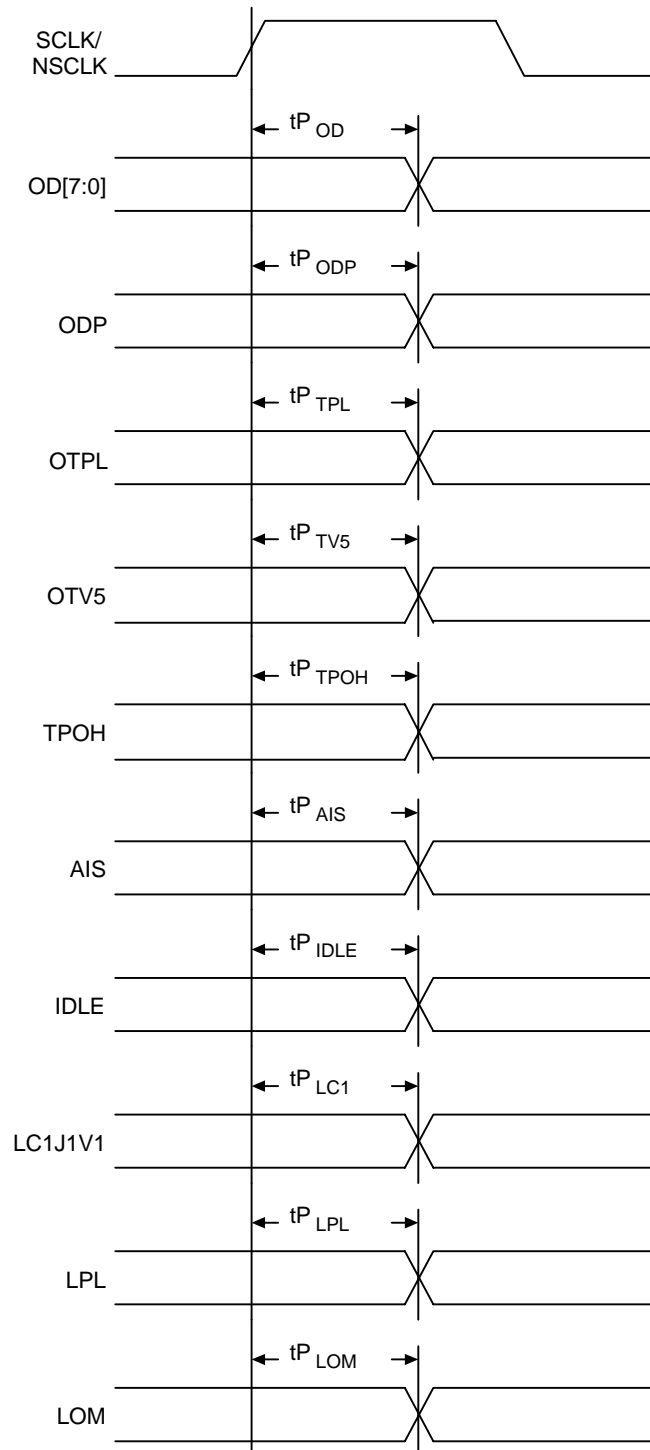 SCLK/
NSCLK
tP OD
OD[7:0]
tP ODP
ODP
tP TPL
OTPL
tP TV5
OTV5
tP TPOH
TPOH
tP AIS
AIS
tP IDLE
IDLE
tP LC1
LC1J1V1
tP LPL
LPL
tP LOM
LOM